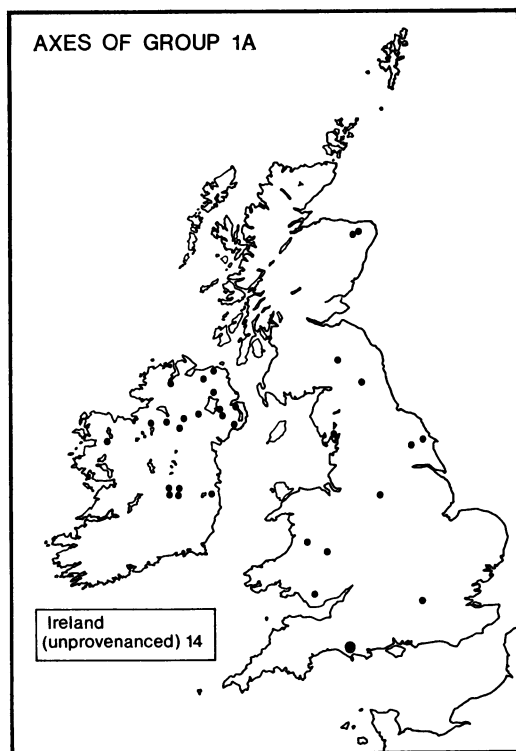 AXES OF GROUP 1A
Ireland
(unprovenanced) 14